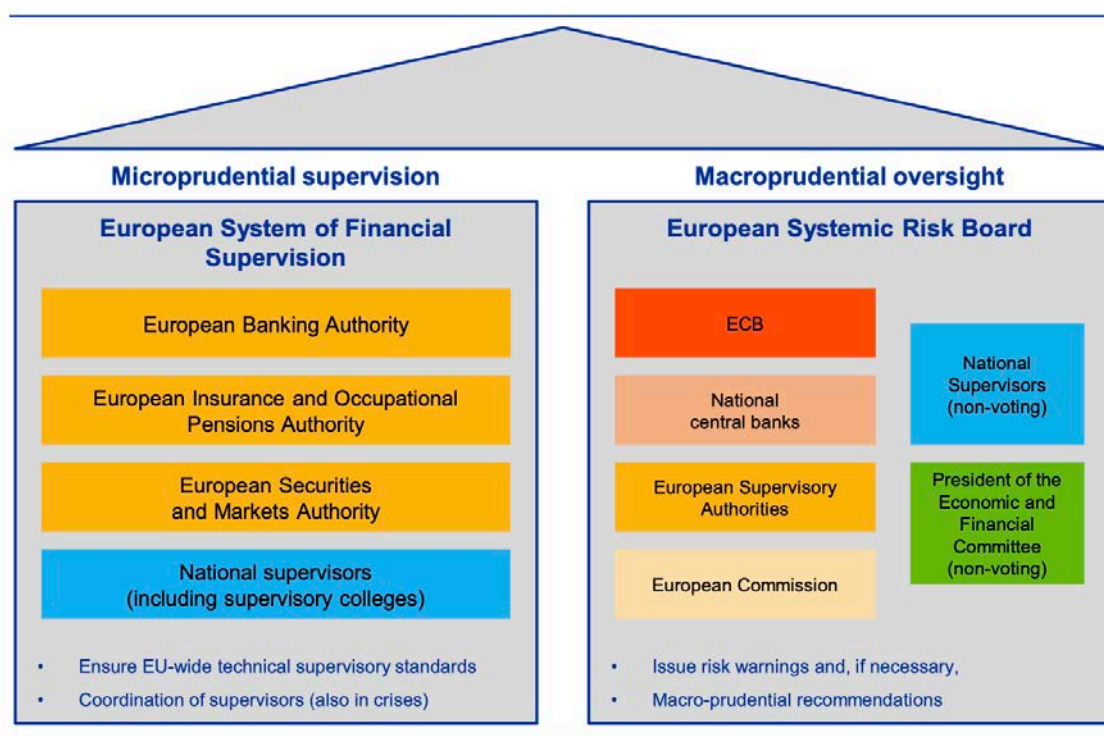 Microprudential supervision
European System of Financial
Supervision
European Banking Authority
European Insurance and Occupational
Pensions Authority
European Securities
and Markets Authority
National supervisors
(including supervisory colleges)
• Ensure EU-wide technical supervisory standards
• Coordination of supervisors (also in crises)
Macroprudential oversight
European Systemic Risk Board
ECB
National
central banks
European Supervisory
Authorities
European Commission
National
Supervisors
(non-voting)
President of the
Economic and
Financial
Committee
(non-voting)
• Issue risk warnings and, if necessary,
• Macro-prudential recommendations